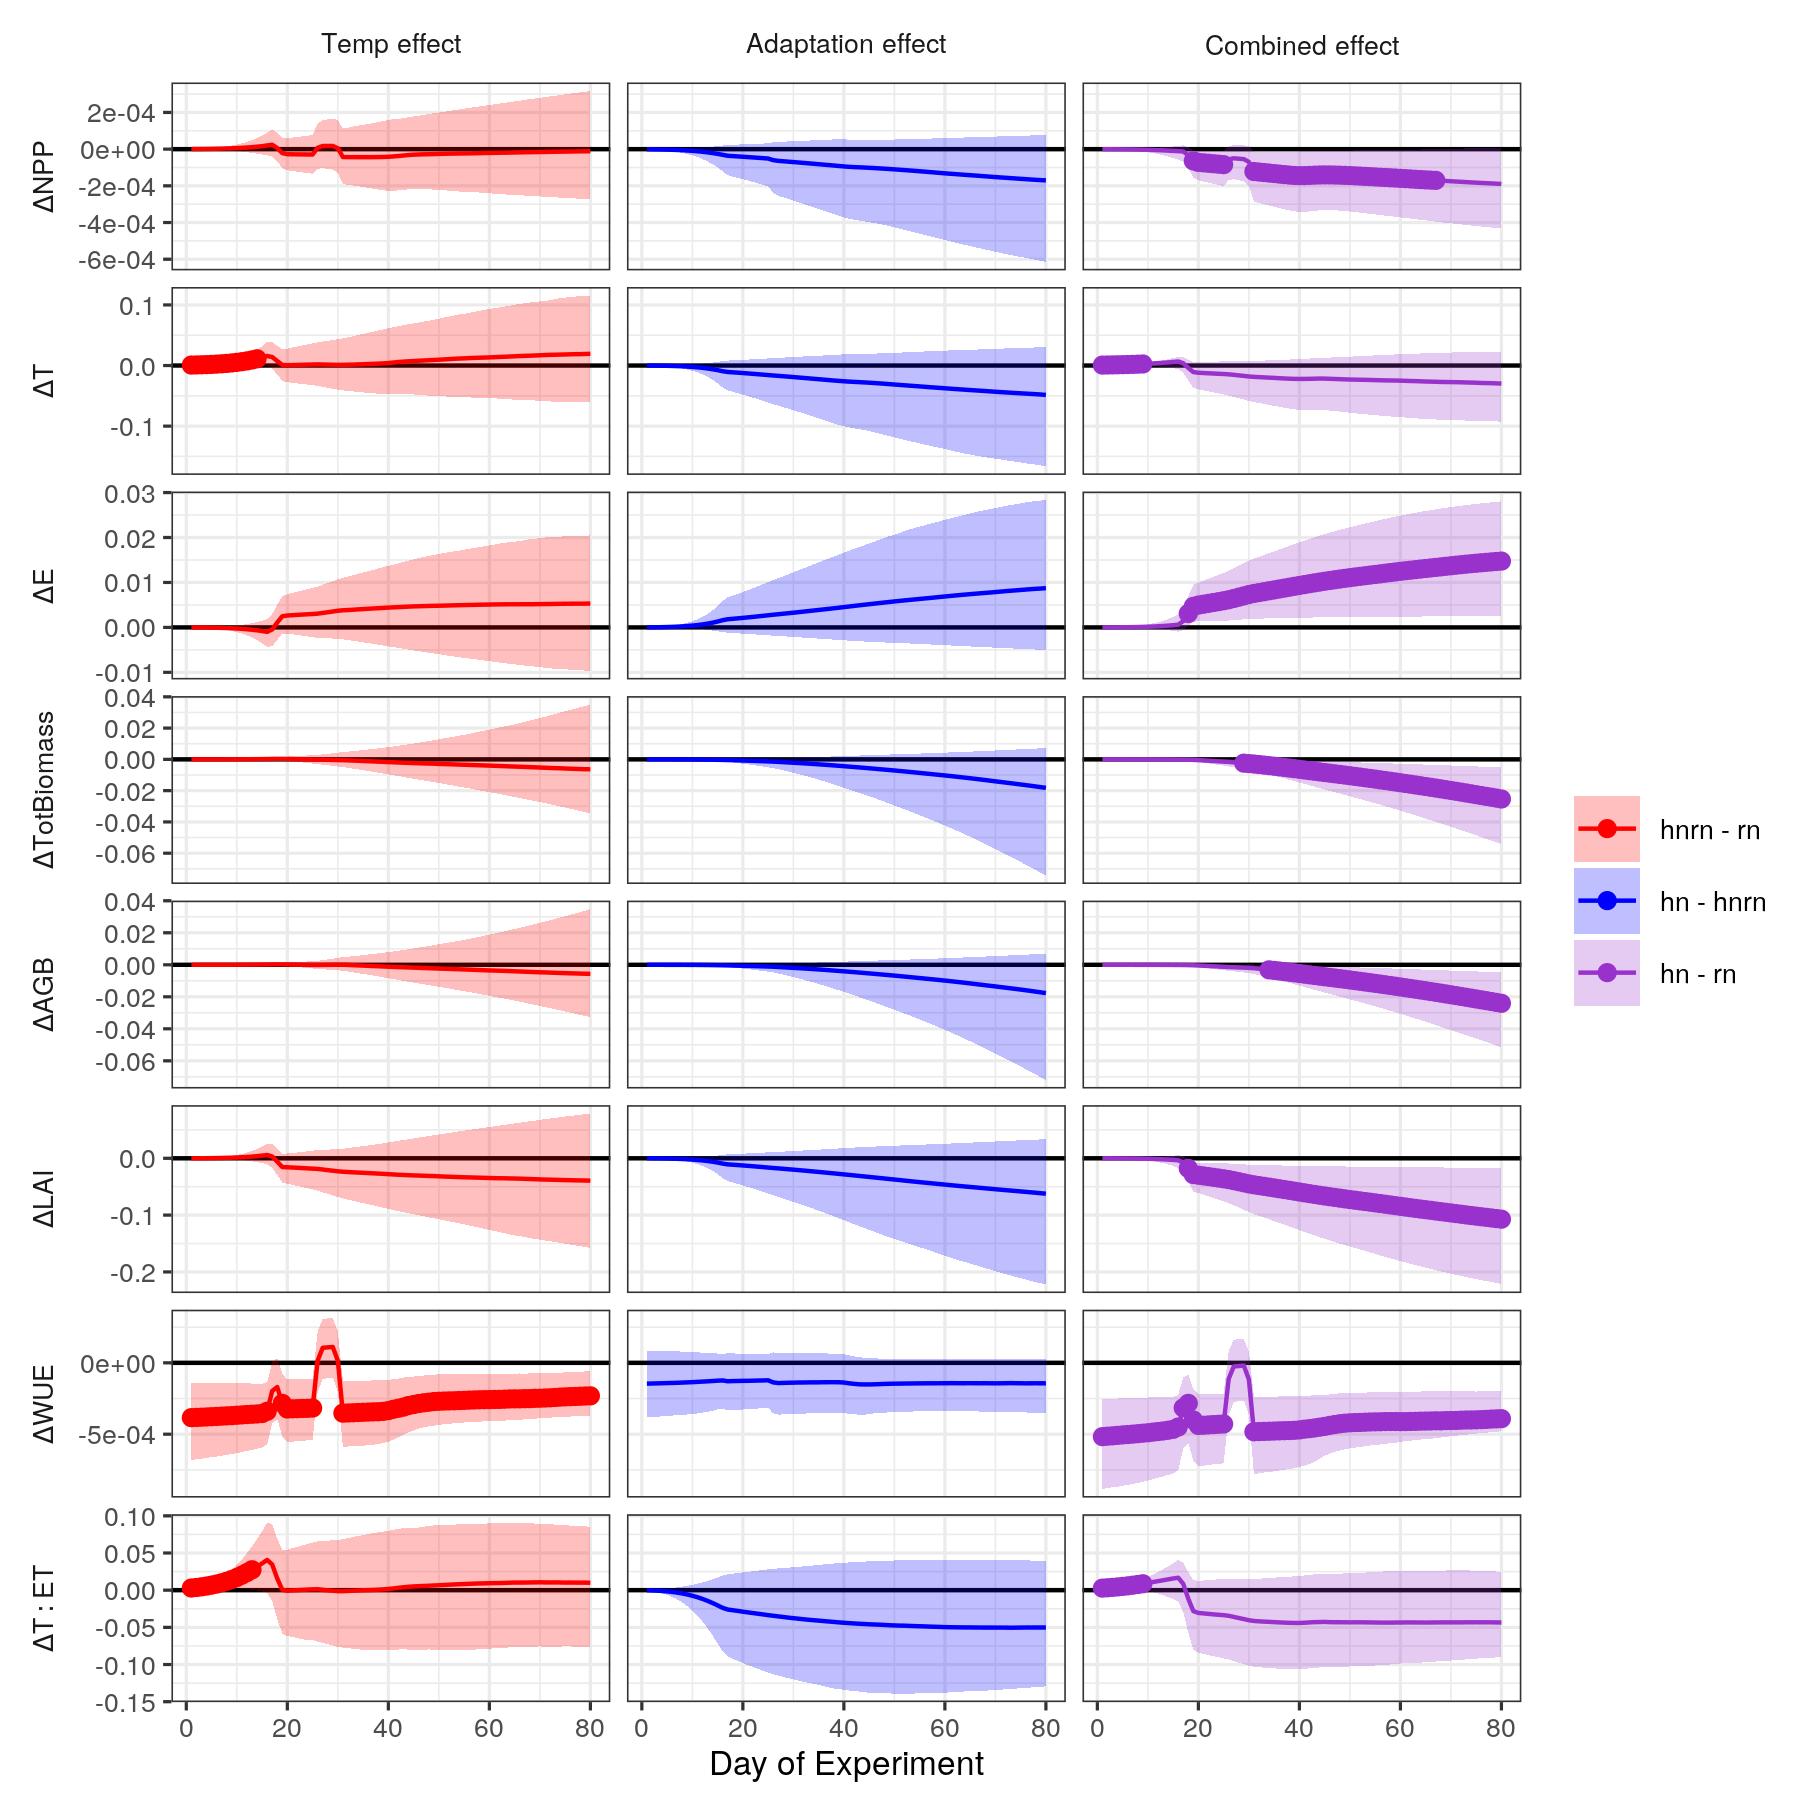 Temp effect
Adaptation effect
Combined effect
ΔNPP
2e-04
0e+00
-2e-04
-4e-04
-6e-04
ΔT
0.1
0.0
-0.1
ΔE
0.03
0.02
0.01
0.00
-0.01
ΔTotBiomass
0.04
0.02
0.00
-0.02
-0.04
-0.06
ΔAGB
0.04
0.02
0.00
-0.02
-0.04
-0.06
ΔLAI
0.0
-0.1
-0.2
ΔWUE
0e+00
-5e-04
ΔT : ET
0.10
0.05
0.00
-0.05
-0.10
-0.15
0 20 40 60 80
0 20 40 60 80
0 20 40 60 80
Day of Experiment
hnrn - rn
hn - hnrn
hn - rn